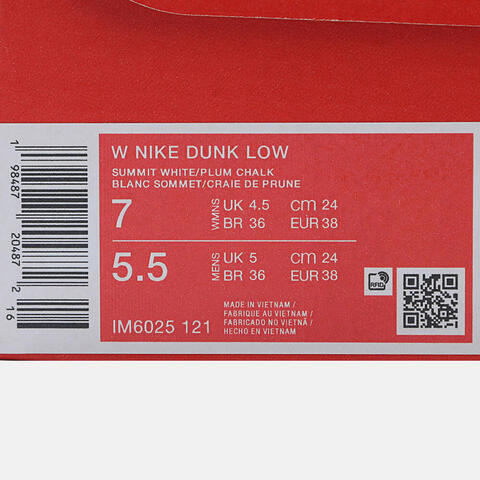 W NIKE DUNK LOW
SUMMIT WHITE/PLUM CHALK
BLANC SOMMET/CRAIE DE PRUNE
7 WMNS UK 4.5 cm 24
BR 36 EUR 38
5.5 MENS UK 5 cm 24
BR 36 EUR 38
IM6025 121
MADE IN VIETNAM /
FABRIQUE AU VIETNAM /
FABRICADO NO VIETNÃ /
HECHO EN VIETNAM
RFID
1 98487 20487 2 16